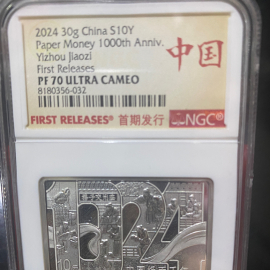 2024 30g China S10Y
Paper Money 1000th Anniv.
Yizhou Jiaozi
First Releases
PF 70 ULTRA CAMEO
8180356-032
中国
FIRST RELEASES® 首期发行 NGC®
1024